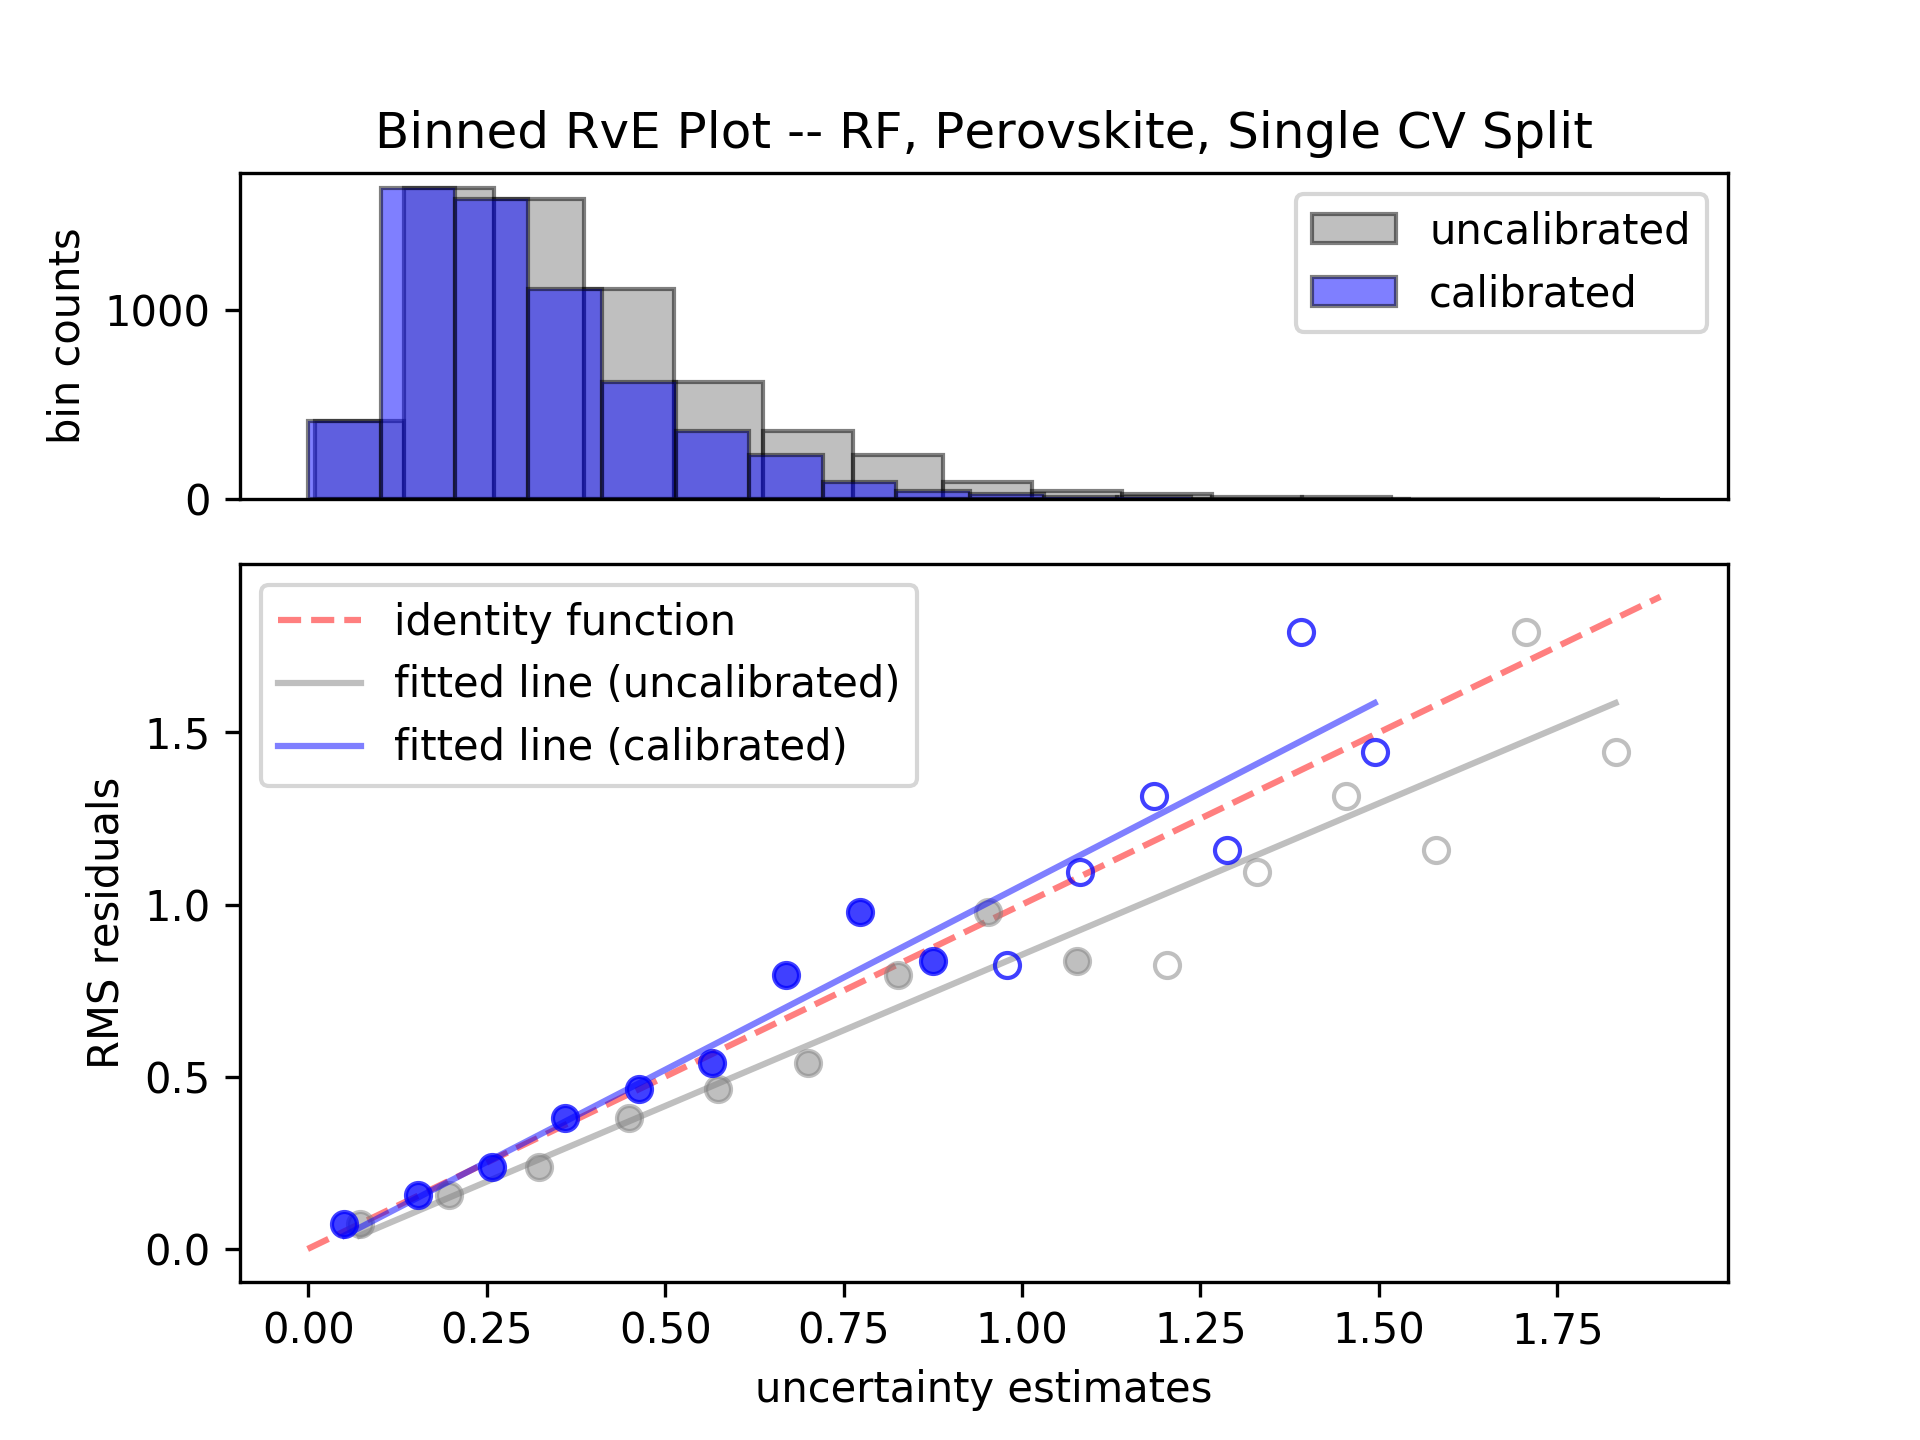 Binned RvE Plot -- RF, Perovskite, Single CV Split
bin counts
1000
0
uncalibrated
calibrated
RMS residuals
1.5
1.0
0.5
0.0
identity function
fitted line (uncalibrated)
fitted line (calibrated)
0.00 0.25 0.50 0.75 1.00 1.25 1.50 1.75
uncertainty estimates